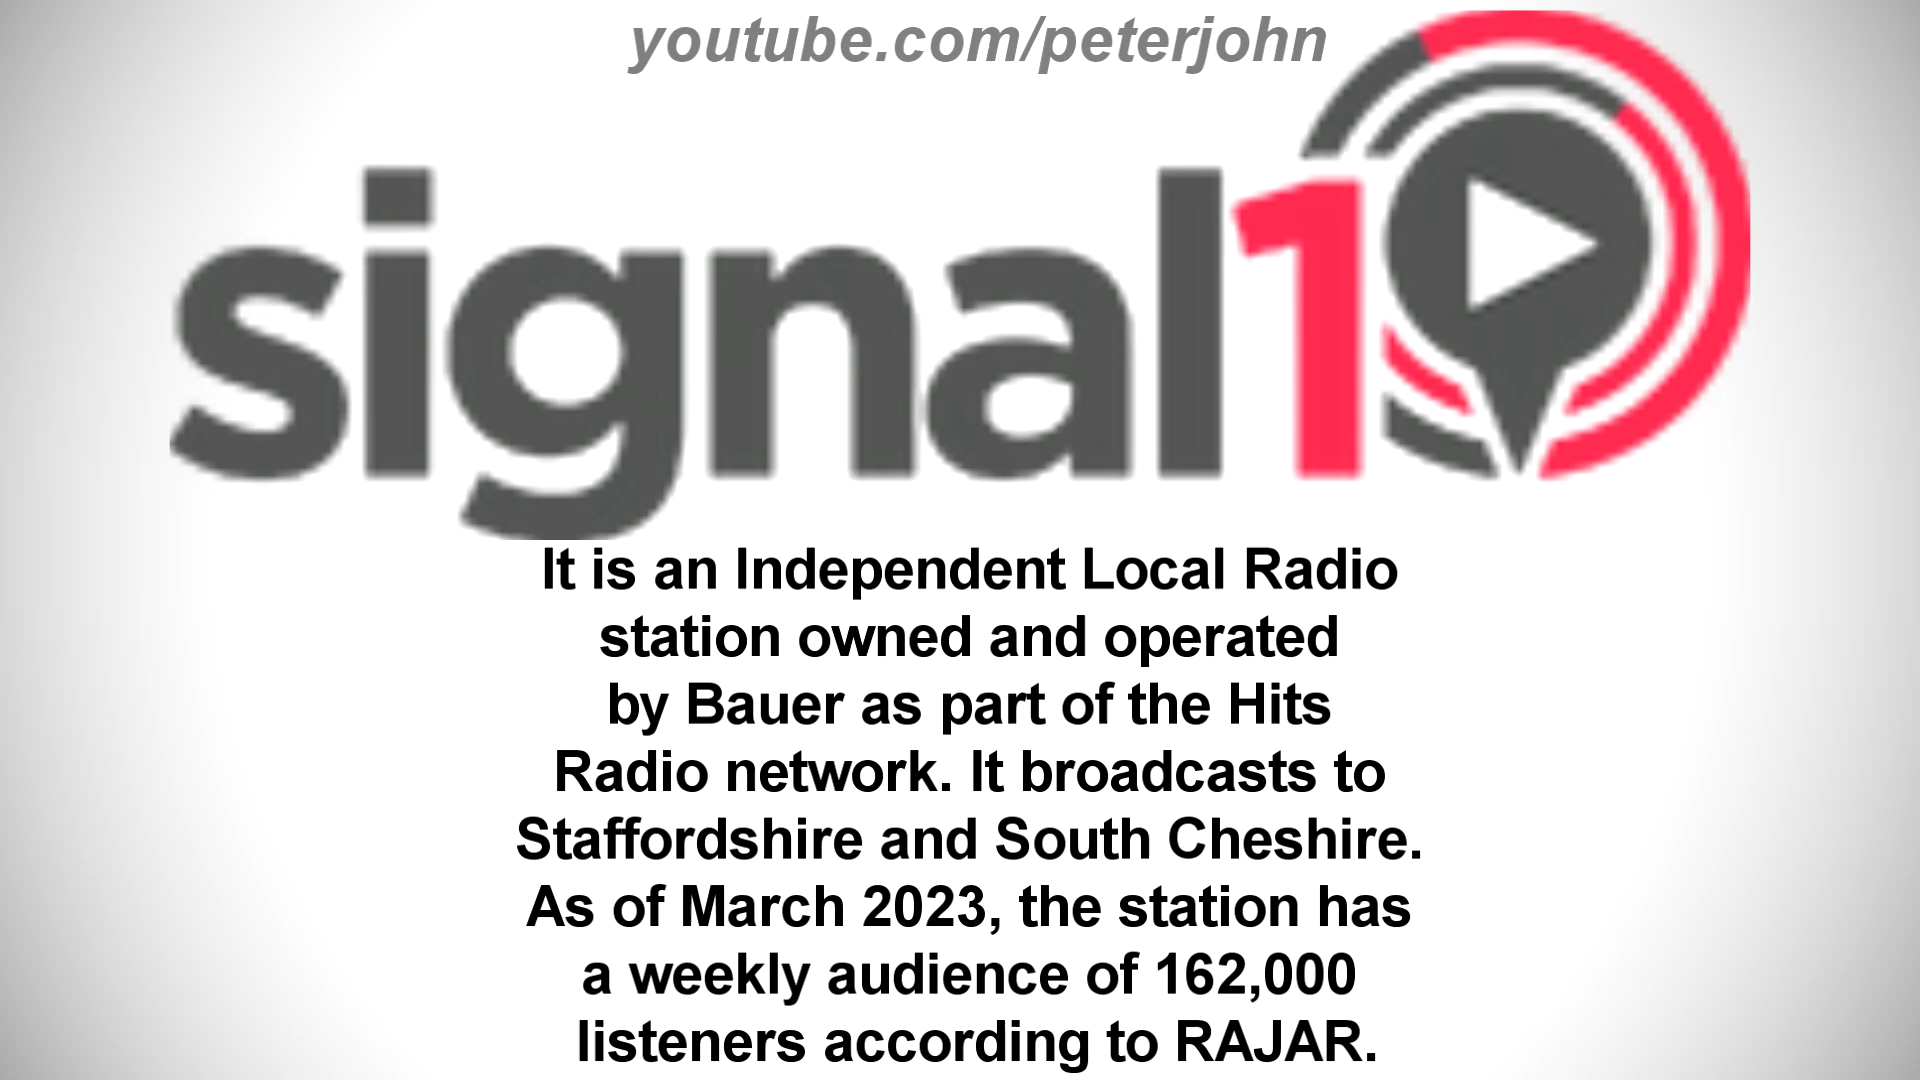 youtube.com/peterjohn
signal1
It is an Independent Local Radio
station owned and operated
by Bauer as part of the Hits
Radio network. It broadcasts to
Staffordshire and South Cheshire.
As of March 2023, the station has
a weekly audience of 162,000
listeners according to RAJAR.